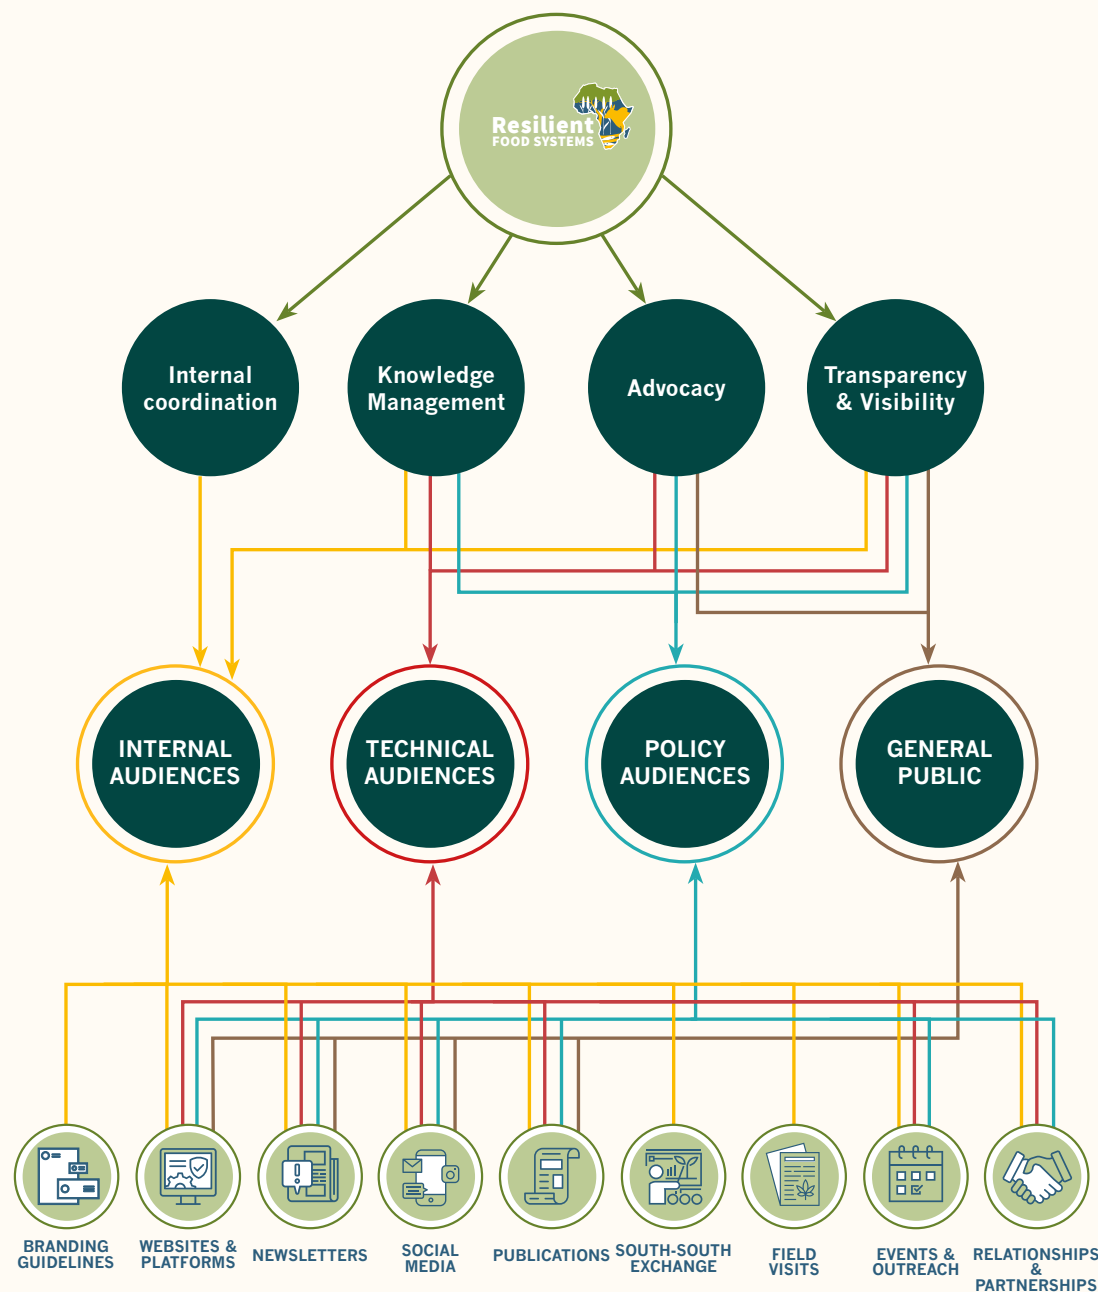 Resilient
FOOD SYSTEMS
Internal
coordination
Knowledge
Management
Advocacy
Transparency
& Visibility
INTERNAL
AUDIENCES
TECHNICAL
AUDIENCES
POLICY
AUDIENCES
GENERAL
PUBLIC
BRANDING
GUIDELINES
WEBSITES &
PLATFORMS
NEWSLETTERS
SOCIAL
MEDIA
PUBLICATIONS
SOUTH-SOUTH
EXCHANGE
FIELD
VISITS
EVENTS &
OUTREACH
RELATIONSHIPS
&
PARTNERSHIPS